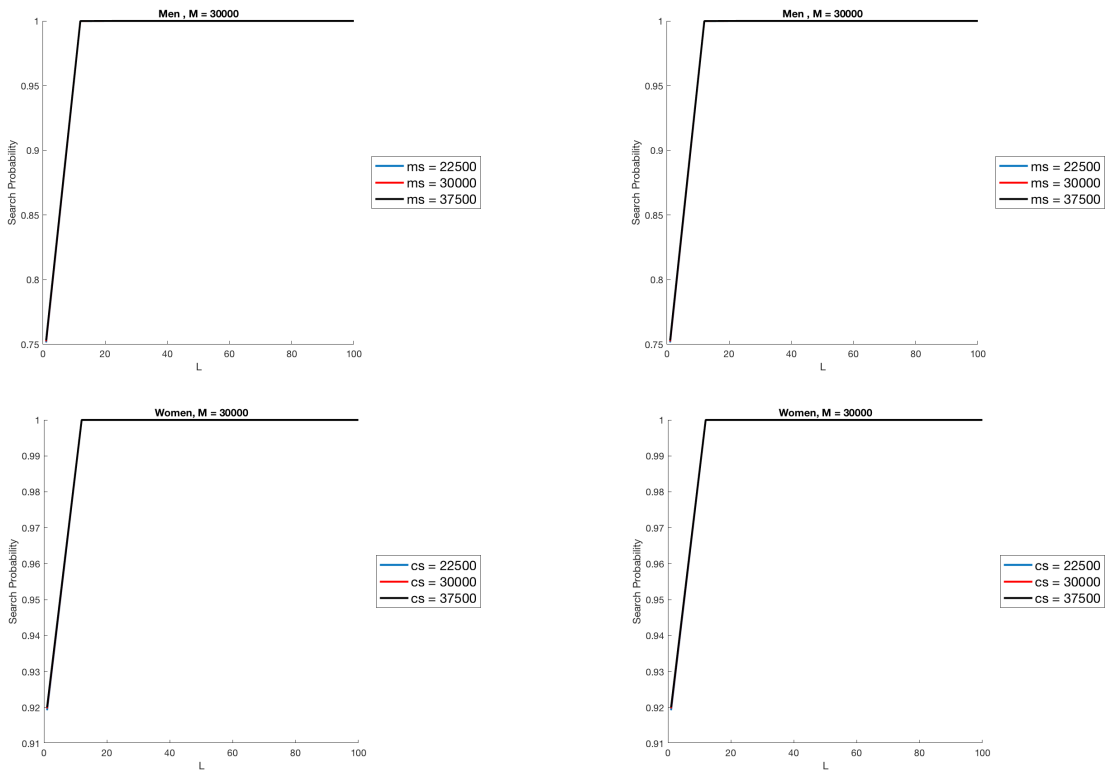 Men , M = 30000
1
0.95
0.9
0.85
0.8
0.75
Search Probability
0 20 40 60 80 100
L
ms = 22500
ms = 30000
ms = 37500
Men , M = 30000
1
0.95
0.9
0.85
0.8
0.75
Search Probability
0 20 40 60 80 100
L
ms = 22500
ms = 30000
ms = 37500
Women, M = 30000
1
0.99
0.98
0.97
0.96
0.95
0.94
0.93
0.92
0.91
Search Probability
0 20 40 60 80 100
L
cs = 22500
cs = 30000
cs = 37500
Women, M = 30000
1
0.99
0.98
0.97
0.96
0.95
0.94
0.93
0.92
0.91
Search Probability
0 20 40 60 80 100
L
cs = 22500
cs = 30000
cs = 37500